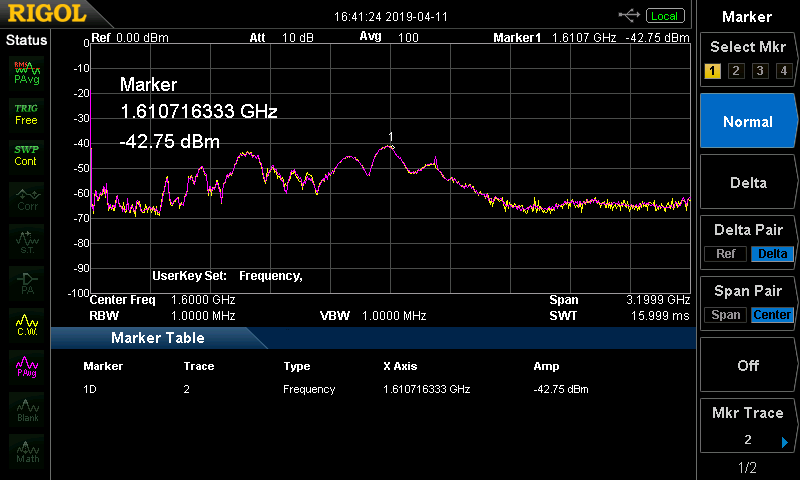 RIGOL
16:41:24 2019-04-11
Local
Marker
Status
Ref 0.00 dBm
Att 10 dB
Avg 100
Marker1 1.6107 GHz -42.75 dBm
Select Mkr
1 2 3 4
RMS
PAvg
TRIG
Free
SWP
Cont
Corr
S.T.
PA
C.W.
PAvg
Blank
Math
0
-10
-20
-30
-40
-50
-60
-70
-80
-90
-100
Marker
1.610716333 GHz
-42.75 dBm
1
UserKey Set: Frequency,
Center Freq 1.6000 GHz
Span 3.1999 GHz
RBW 1.0000 MHz
VBW 1.0000 MHz
SWT 15.999 ms
Marker Table
Marker Trace Type X Axis Amp
1D 2 Frequency 1.610716333 GHz -42.75 dBm
Normal
Delta
Delta Pair
Ref Delta
Span Pair
Span Center
Off
Mkr Trace
2
1/2